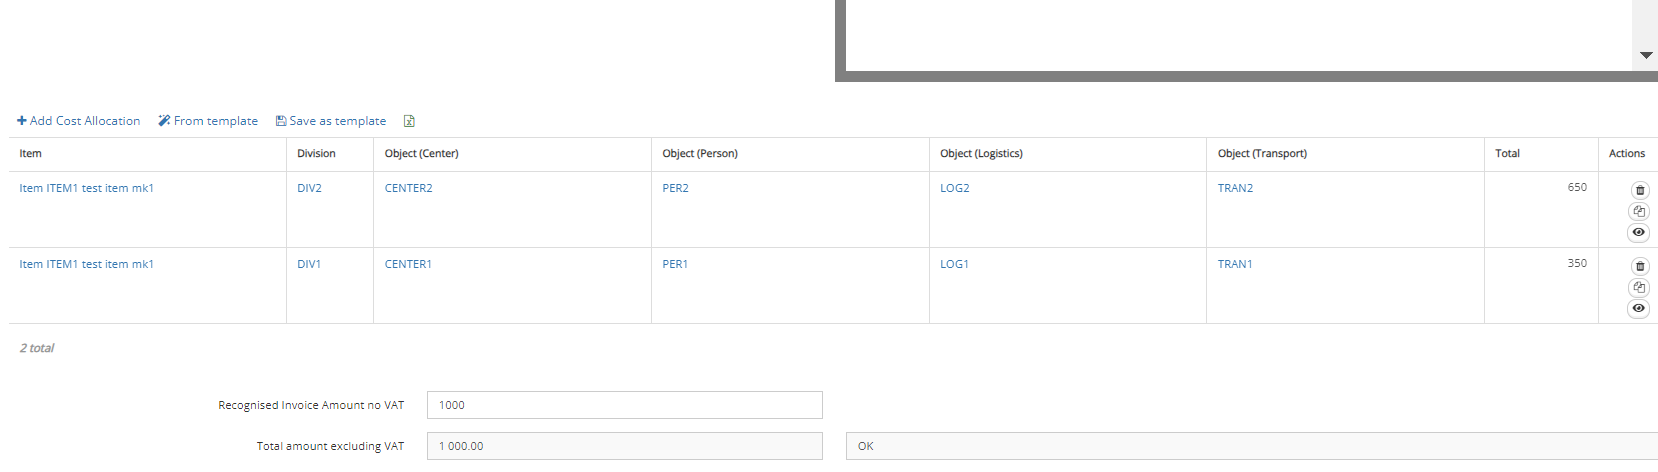 Add Cost Allocation From template Save as template
Item Division Object (Center) Object (Person) Object (Logistics) Object (Transport) Total Actions
Item ITEM1 test item mk1 DIV2 CENTER2 PER2 LOG2 TRAN2 650
Item ITEM1 test item mk1 DIV1 CENTER1 PER1 LOG1 TRAN1 350
2 total
Recognised Invoice Amount no VAT 1000
Total amount excluding VAT 1 000.00 OK